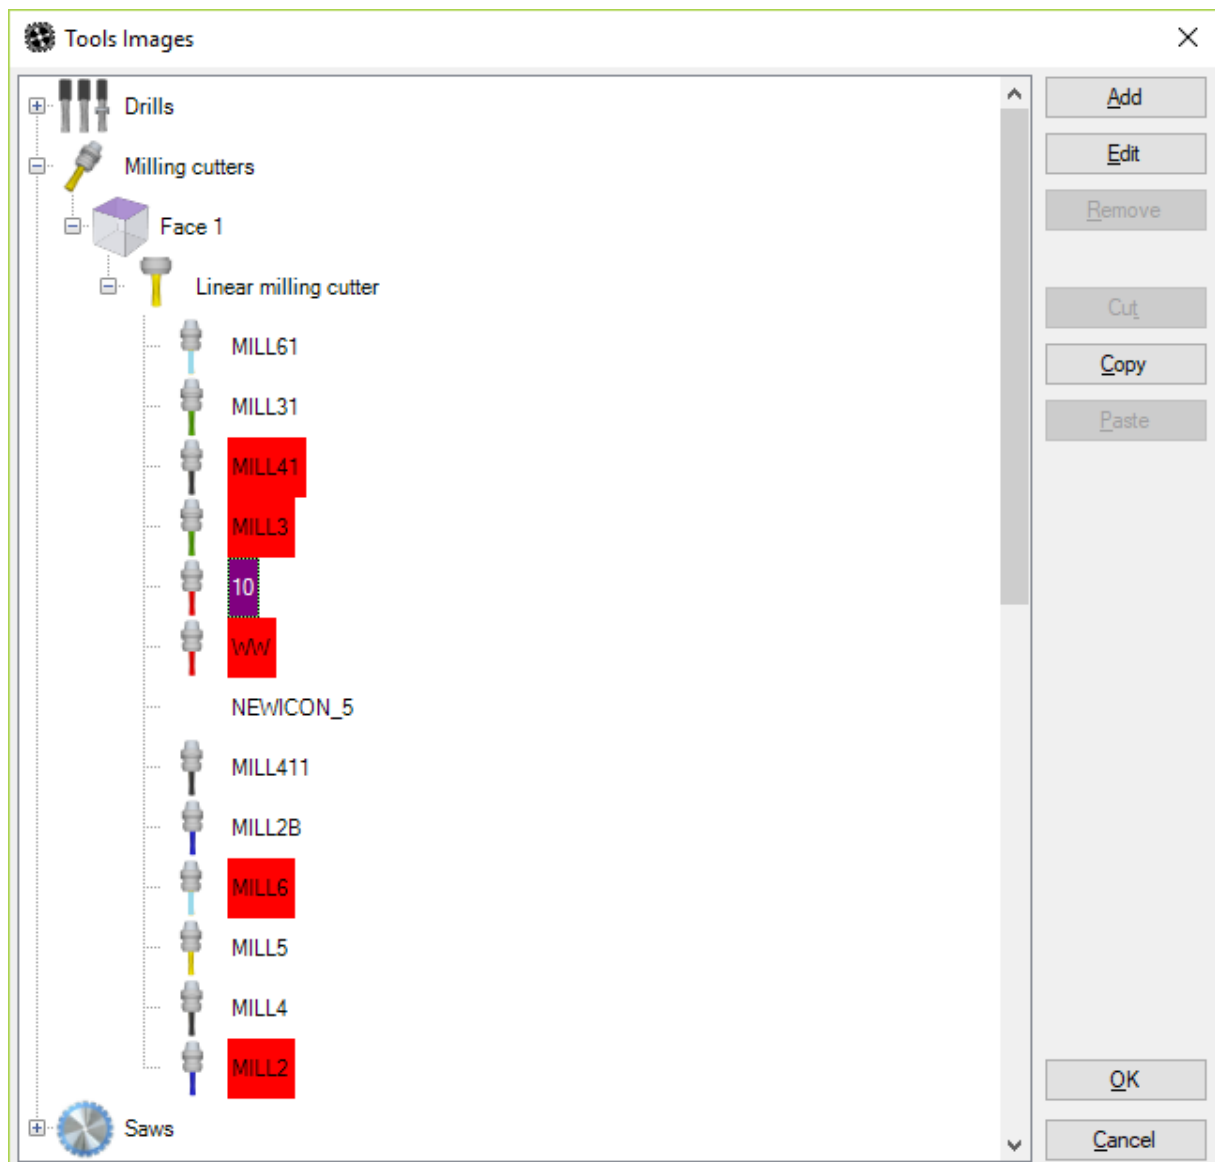 Tools Images
Drills
Add
Milling cutters
Edit
Face 1
Remove
Linear milling cutter
Cut
MILL61
Copy
MILL31
Paste
MILL41
MILL3
10
WW
NEWICON_5
MILL411
MILL2B
MILL6
MILL5
MILL4
MILL2
OK
Saws
Cancel